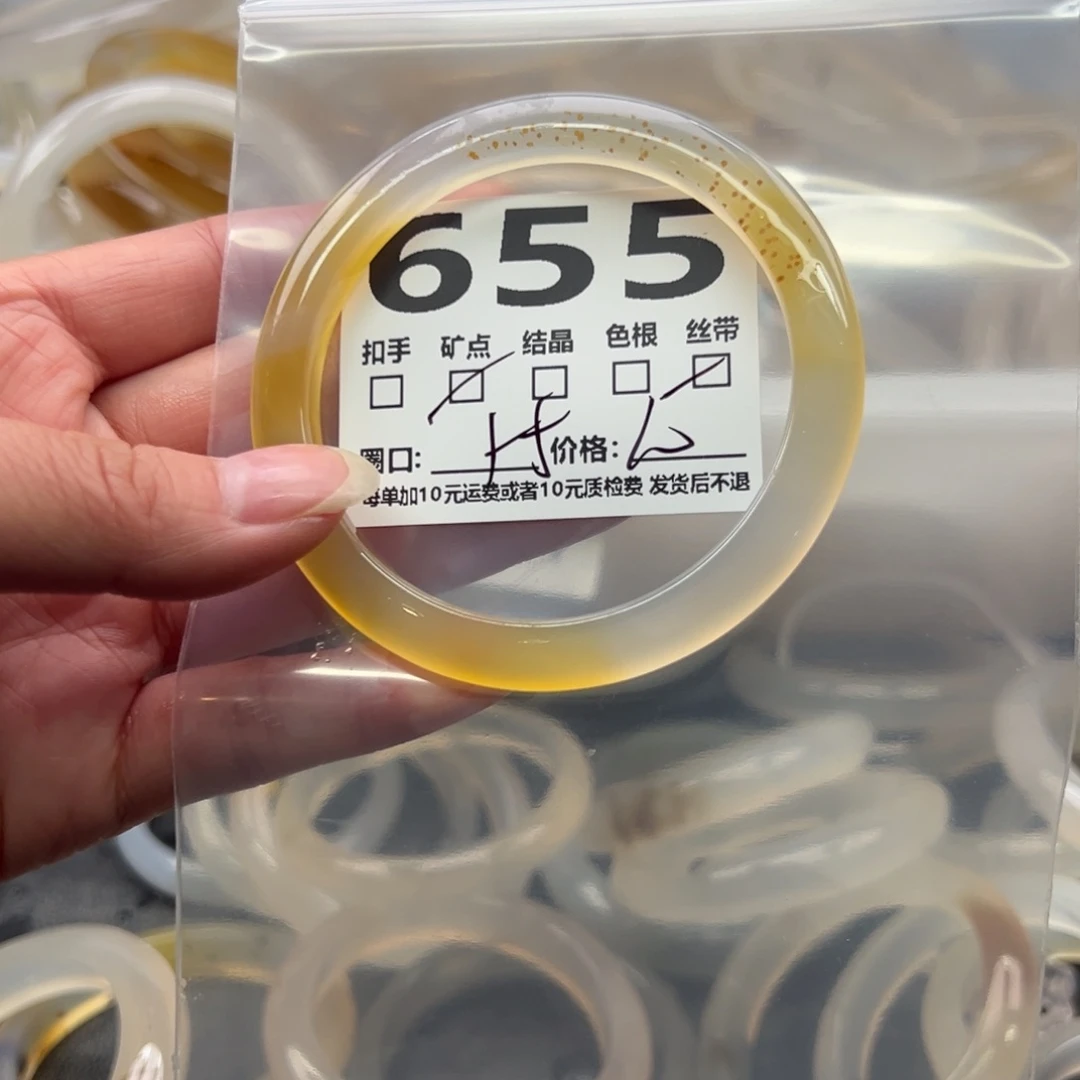 655
扣手 矿点 结晶 色根 丝带
圈口: 价格:
每单加10元运费或者10元质检费 发货后不退